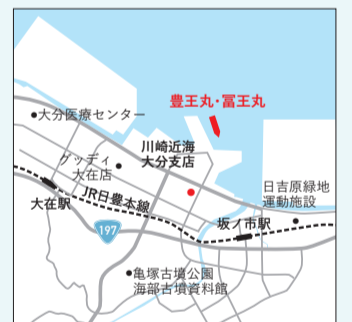 大分医療センター
豊王丸・冨王丸
川崎近海
大分支店
グッディ
大在店
JR日豊本線
大在駅
197
日吉原緑地
運動施設
坂ノ市駅
亀塚古墳公園
海部古墳資料館